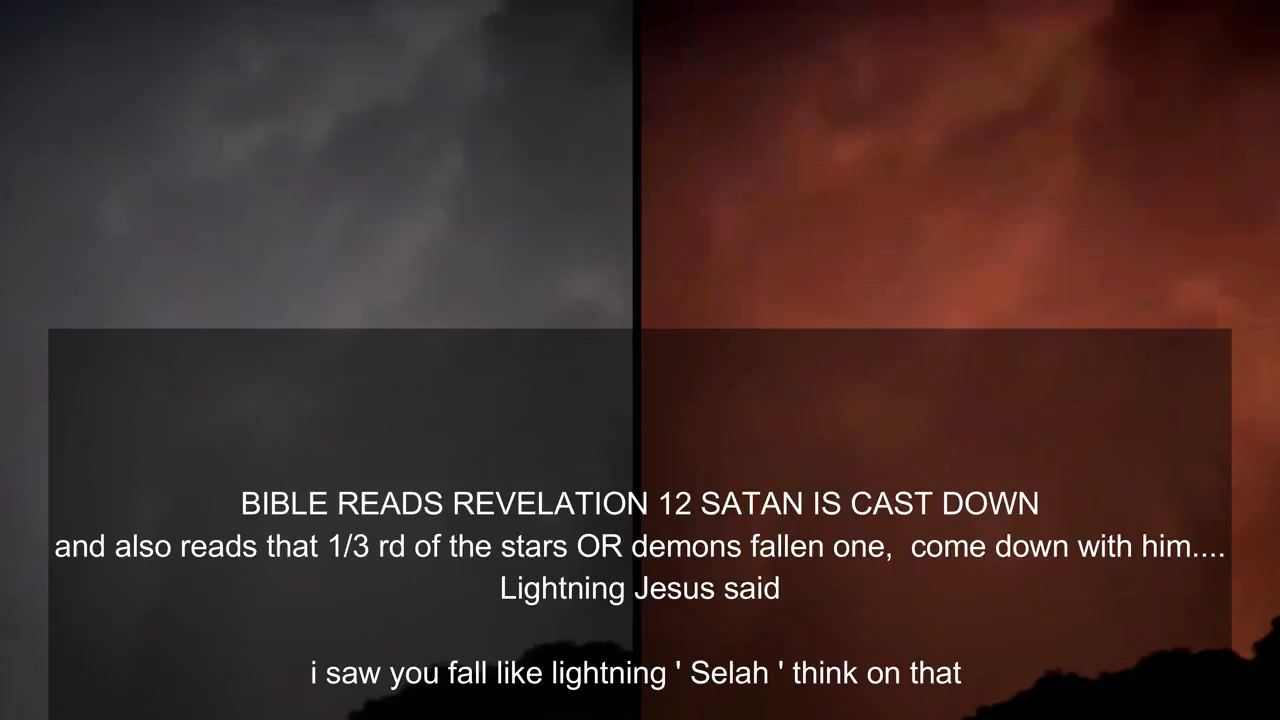 BIBLE READS REVELATION 12 SATAN IS CAST DOWN
and also reads that 1/3 rd of the stars OR demons fallen one,  come down with him....
Lightning Jesus said
i saw you fall like lightning ' Selah ' think on that